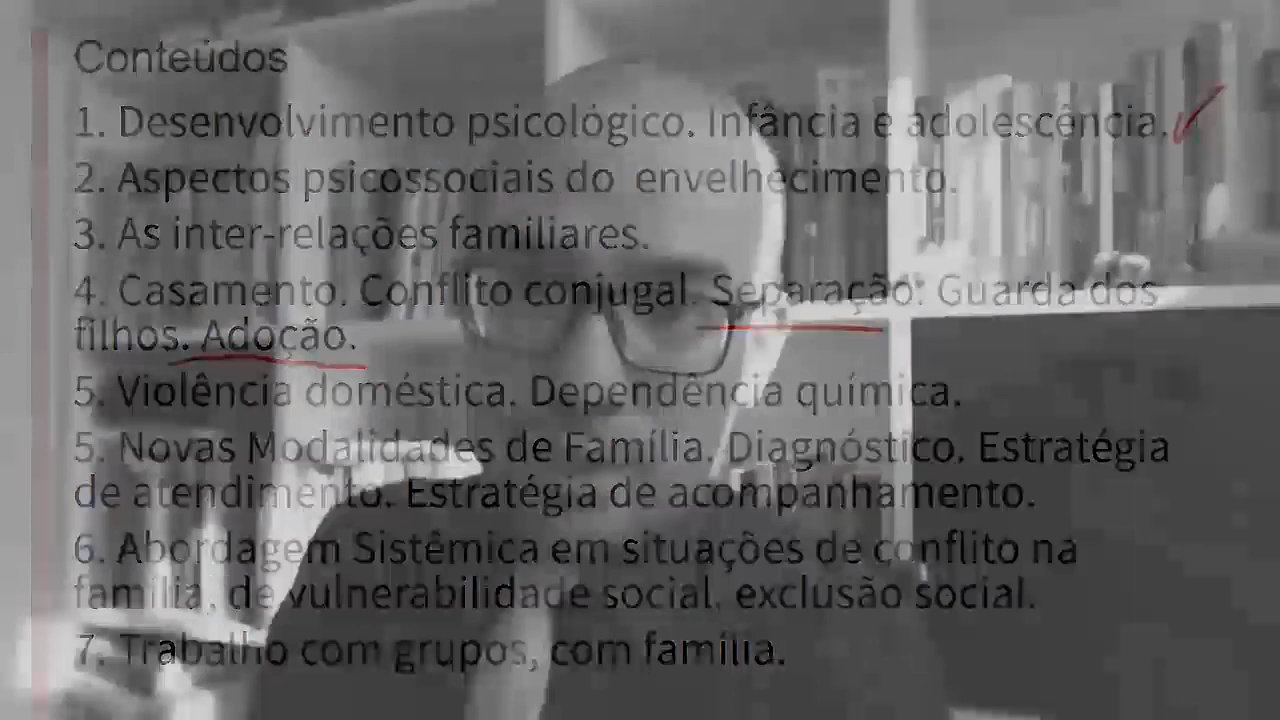 Conteúdos
1. Desenvolvimento psicológico. Infância e adolescência.
2. Aspectos psicossociais do envelhecimento.
3. As inter-relações familiares.
4. Casamento. Conflito conjugal. Separação: Guarda dos
filhos. Adoção.
5. Violência doméstica. Dependência química.
5. Novas Modalidades de Família. Diagnóstico. Estratégia
de atendimento. Estratégia de acompanhamento.
6. Abordagem Sistêmica em situações de conflito na
família, de vulnerabilidade social, exclusão social.
7. Trabalho com grupos, com família.